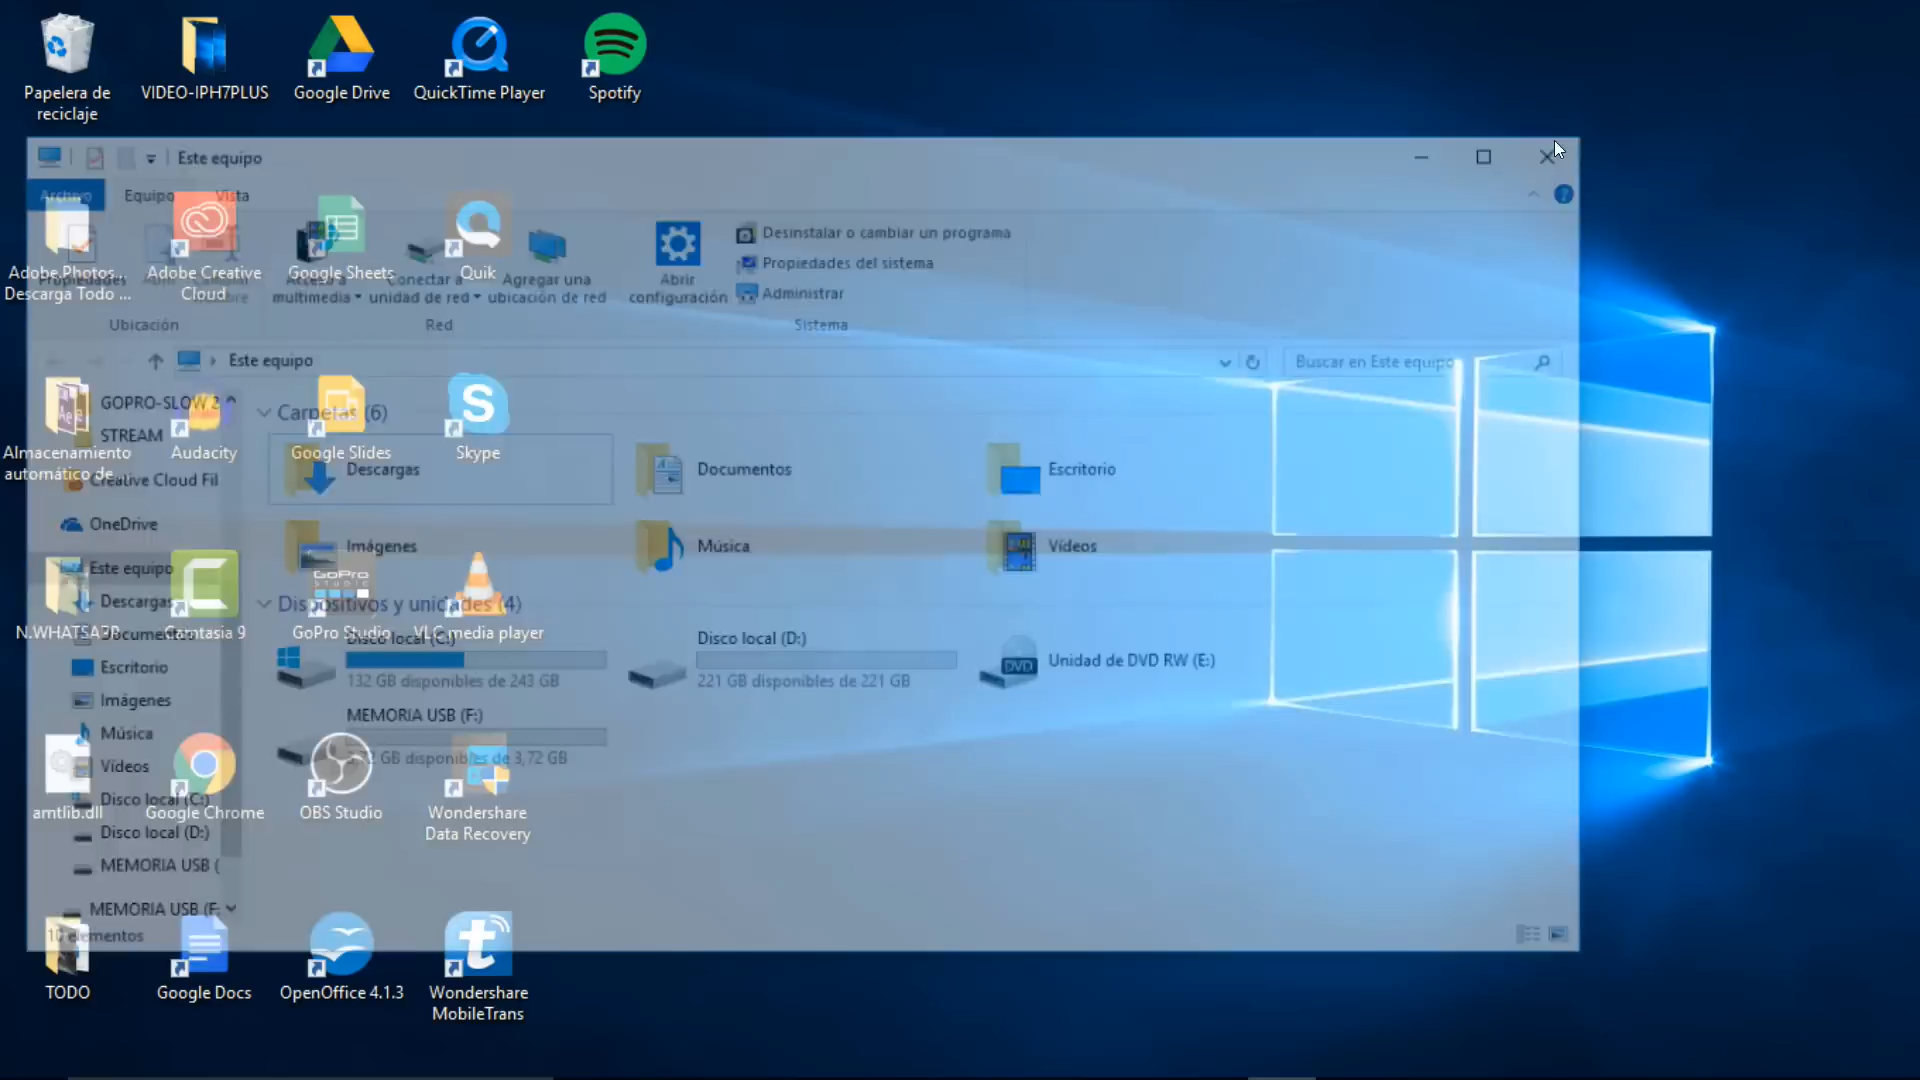 Papelera de
reciclaje
VIDEO-IPH7PLUS
Google Drive
QuickTime Player
Spotify
Este equipo
Archivo
Equipo
Vista
Adobe.Photos...
Descarga Todo ...
Adobe Creative
Cloud
Google Sheets
Quik
Propiedades
Abrir
Acceso a
multimedia
Conectar a
unidad de red
Agregar una
ubicación de red
Abrir
configuración
Desinstalar o cambiar un programa
Propiedades del sistema
Administrar
Ubicación
Red
Sistema
Este equipo
Buscar en Este equipo
GOPRO-SLOW 2
STREAM
Creative Cloud Fil
OneDrive
Este equipo
Descargas
Documentos
Escritorio
Imágenes
Música
Vídeos
Disco local (C:)
Disco local (D:)
MEMORIA USB (
MEMORIA USB (F:
10 elementos
Carpetas (6)
Descargas
Documentos
Escritorio
Imágenes
Música
Vídeos
Dispositivos y unidades (4)
Disco local (C:)
132 GB disponibles de 243 GB
Disco local (D:)
221 GB disponibles de 221 GB
DVD
Unidad de DVD RW (E:)
MEMORIA USB (F:)
3,72 GB disponibles de 3,72 GB
Almacenamiento
automático de ...
Ae
Audacity
Google Slides
S
Skype
N.WHATSAPP
Camtasia 9
GoPro
Studio
GoPro Studio
VLC media player
amtlib.dll
Google Chrome
OBS Studio
Wondershare
Data Recovery
TODO
Google Docs
OpenOffice 4.1.3
Wondershare
MobileTrans